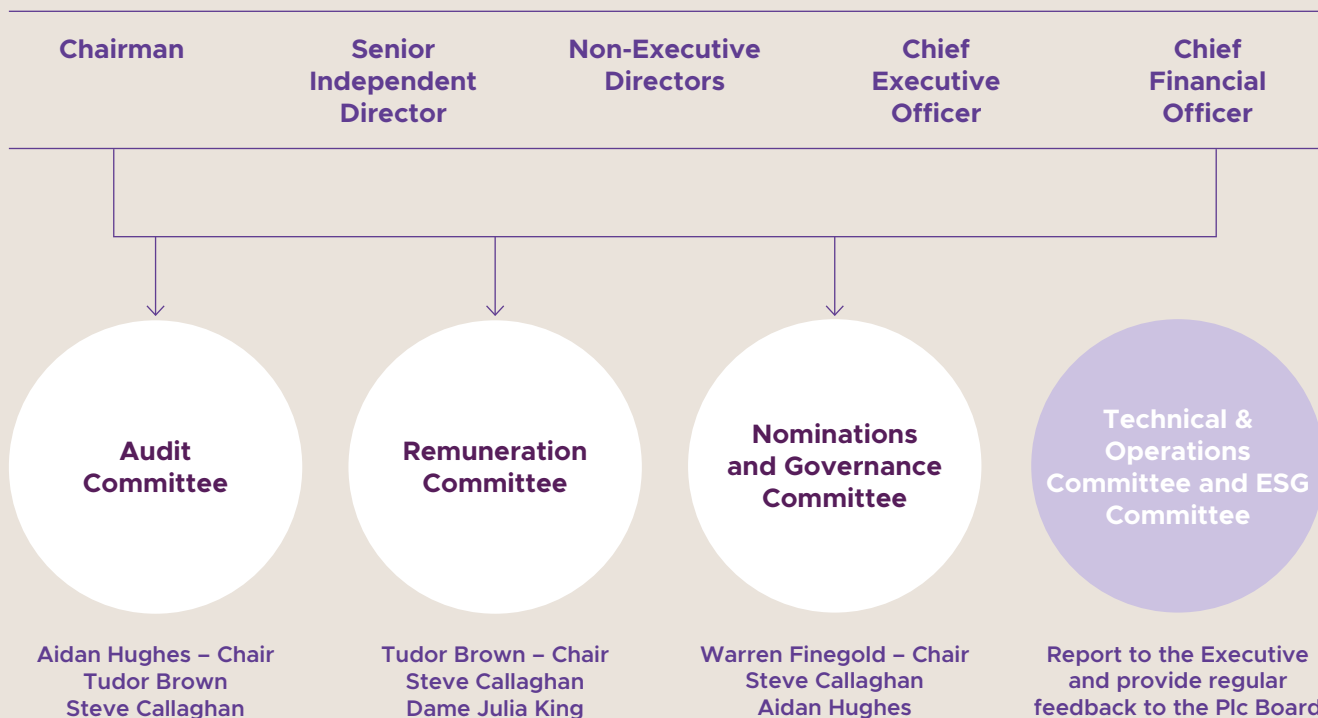 Chairman
Senior
Independent
Director
Non-Executive
Directors
Chief
Executive
Officer
Chief
Financial
Officer
Audit
Committee
Remuneration
Committee
Nominations
and Governance
Committee
Technical &
Operations
Committee and ESG
Committee
Aidan Hughes – Chair
Tudor Brown
Steve Callaghan
Tudor Brown – Chair
Steve Callaghan
Dame Julia King
Warren Finegold – Chair
Steve Callaghan
Aidan Hughes
Report to the Executive
and provide regular
feedback to the Plc Board